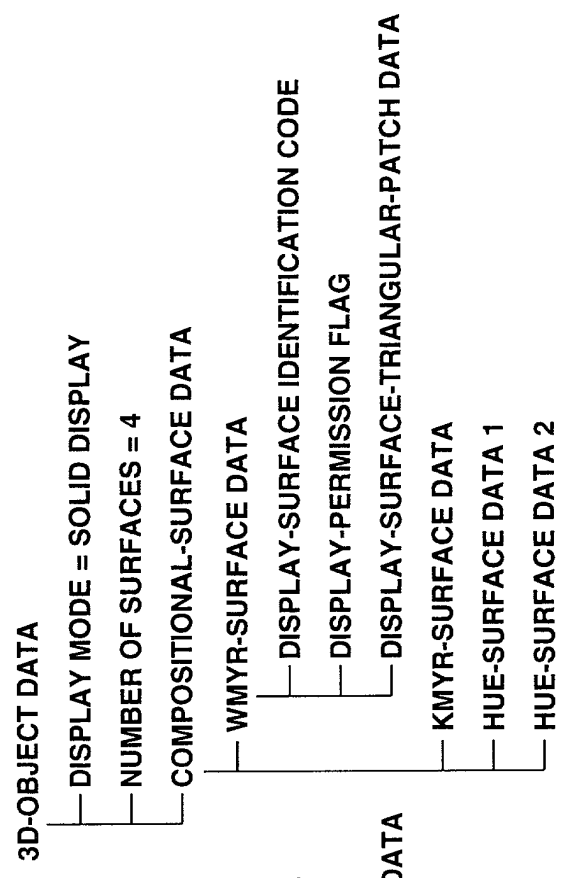 3D-OBJECT DATA
DISPLAY MODE = SOLID DISPLAY
NUMBER OF SURFACES = 4
COMPOSITIONAL-SURFACE DATA
WMYR-SURFACE DATA
DISPLAY-SURFACE IDENTIFICATION CODE
DISPLAY-PERMISSION FLAG
DISPLAY-SURFACE-TRIANGULAR-PATCH DATA
KMYR-SURFACE DATA
HUE-SURFACE DATA 1
HUE-SURFACE DATA 2
DATA